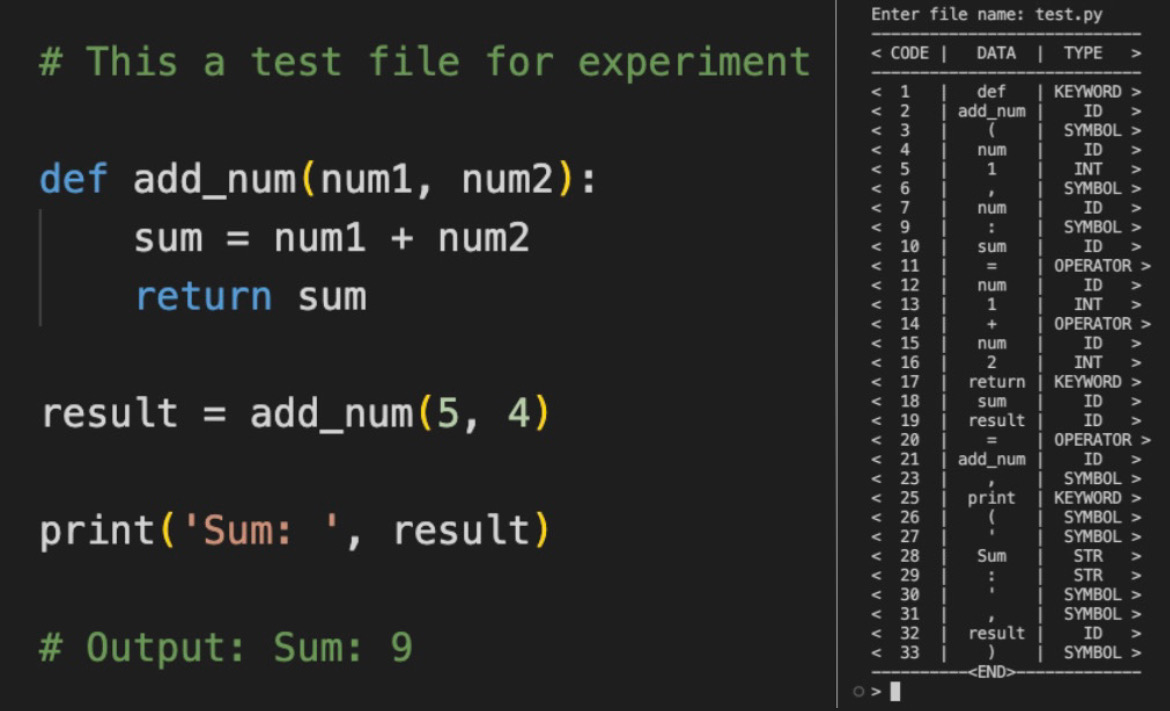 # This a test file for experiment
def add_num(num1, num2):
sum = num1 + num2
return sum
result = add_num(5, 4)
print('Sum: ', result)
# Output: Sum: 9
Enter file name: test.py
< CODE | DATA | TYPE >
< 1 | def | KEYWORD >
< 2 | add_num | ID >
< 3 | ( | SYMBOL >
< 4 | num | ID >
< 5 | 1 | INT >
< 6 | , | SYMBOL >
< 7 | num | ID >
< 9 | : | SYMBOL >
< 10 | sum | ID >
< 11 | = | OPERATOR >
< 12 | num | ID >
< 13 | 1 | INT >
< 14 | + | OPERATOR >
< 15 | num | ID >
< 16 | 2 | INT >
< 17 | return | KEYWORD >
< 18 | sum | ID >
< 19 | result | ID >
< 20 | = | OPERATOR >
< 21 | add_num | ID >
< 23 | , | SYMBOL >
< 25 | print | KEYWORD >
< 26 | ( | SYMBOL >
< 27 | ' | SYMBOL >
< 28 | Sum | STR >
< 29 | : | STR >
< 30 | ' | SYMBOL >
< 31 | , | SYMBOL >
< 32 | result | ID >
< 33 | ) | SYMBOL >
<END>
>